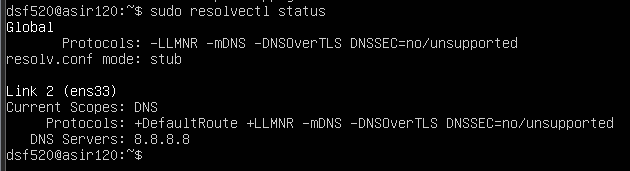 dsf520@asir120:~$ sudo resolvectl status
Global
Protocols: -LLMNR -mDNS -DNSOverTLS DNSSEC=no/unsupported
resolv.conf mode: stub
Link 2 (ens33)
Current Scopes: DNS
Protocols: +DefaultRoute +LLMNR -mDNS -DNSOverTLS DNSSEC=no/unsupported
DNS Servers: 8.8.8.8
dsf520@asir120:~$